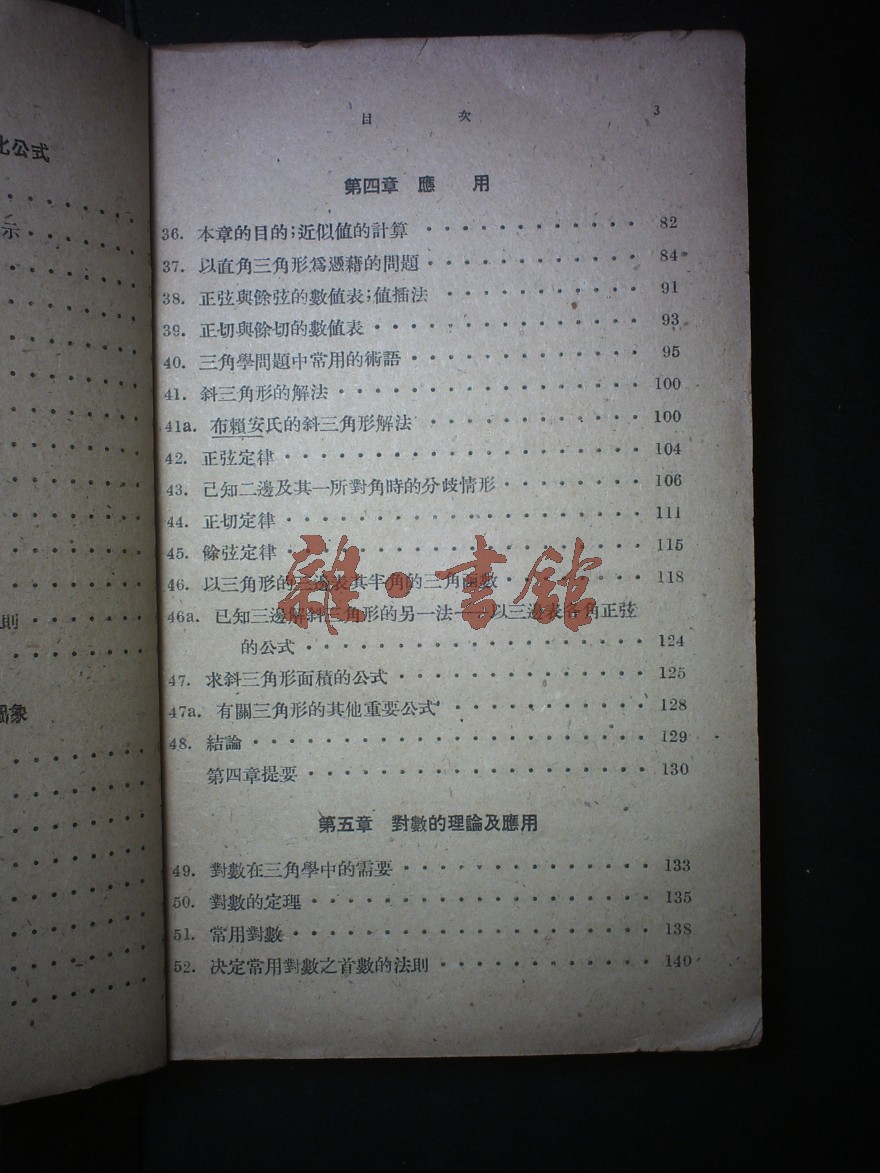 比公式
示
則
圖象
目 次 3
第四章 應 用
36. 本章的目的;近似值的計算 82
37. 以直角三角形爲憑藉的問題 84
38. 正弦與餘弦的數值表;值插法 91
39. 正切與餘切的數値表 93
40. 三角學問題中常用的術語 95
41. 斜三角形的解法 100
41a. 布賴安氏的斜三角形解法 100
42. 正弦定律 104
43. 已知二邊及其一所對角時的分歧情形 106
44. 正切定律 111
45. 餘弦定律 115
46. 以三角形的三邊表其半角的三角函數 118
46a. 已知三邊解斜三角形的另一法——以三邊表各角正弦
的公式 124
47. 求斜三角形面積的公式 125
47a. 有關三角形的其他重要公式 128
48. 結論 129
第四章提要 130
第五章 對數的理論及應用
49. 對數在三角學中的需要 133
50. 對數的定理 135
51. 常用對數 138
52. 决定常用對數之首數的法則 140
雜·書館